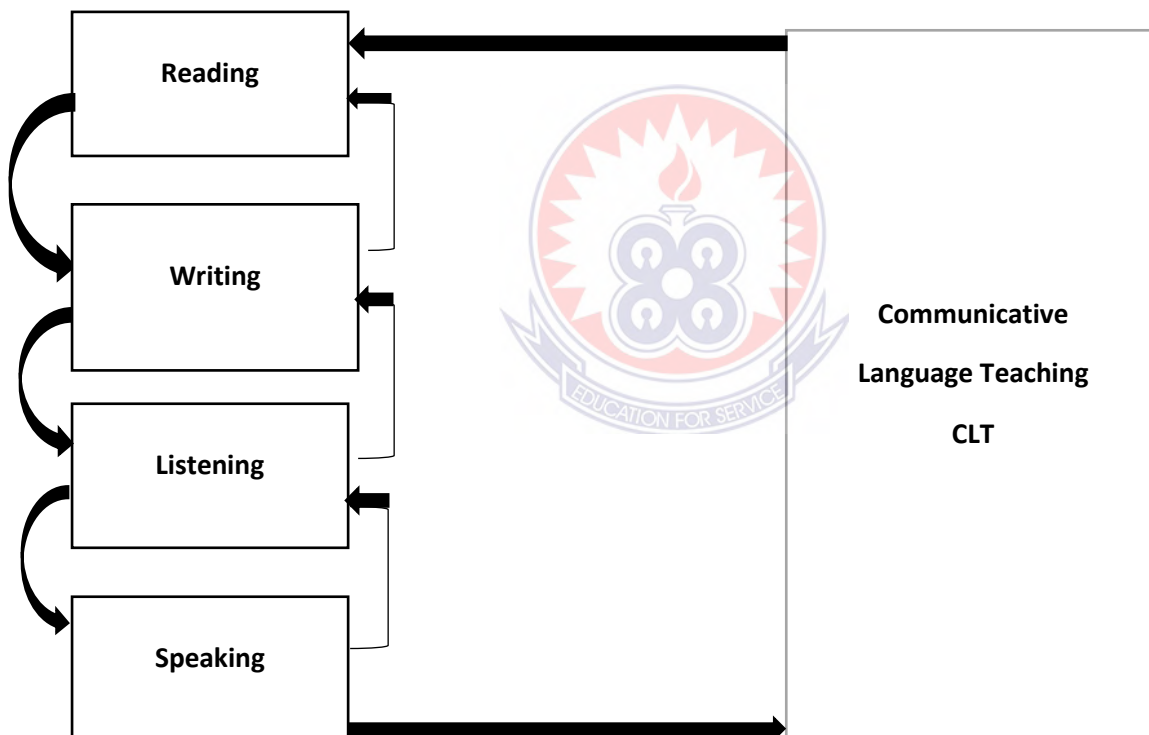 Reading
Writing
Listening
Speaking
Communicative
Language Teaching
CLT
EDUCATION FOR SERVICE